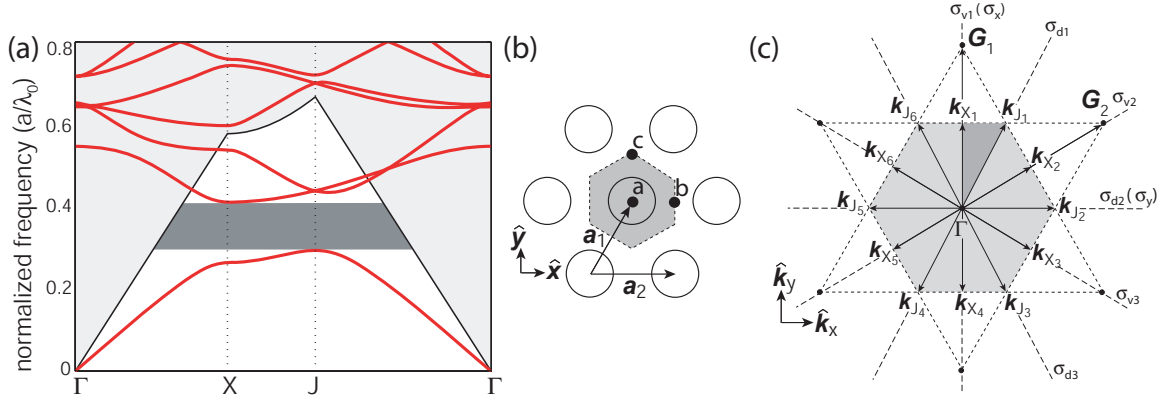 (a)
normalized frequency (a/λ₀)
0.8
0.6
0.4
0.2
0
Γ
X
J
Γ
(b)
c
a
b
a₁
a₂
ŷ
x̂
(c)
σᵥ₁(σₓ)
σd1
G₁
G₂
σᵥ₂
kJ₆
kX₁
kJ₁
kX₆
kX₂
kJ₅
Γ
kJ₂
σd2(σy)
kX₅
kX₃
kJ₄
kX₄
kJ₃
σᵥ₃
σd3
k̂y
k̂x